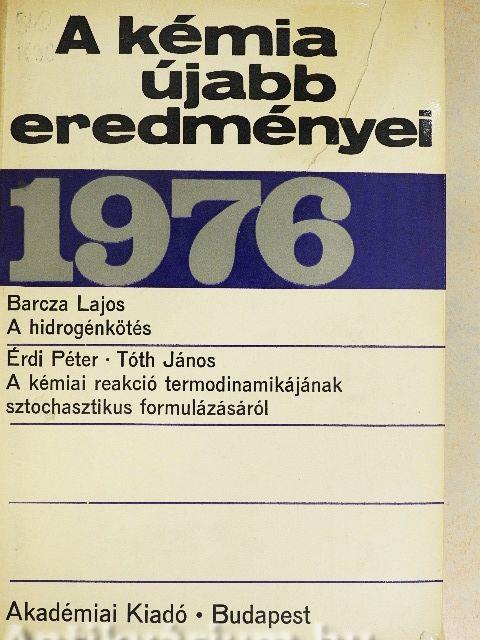 A kémia
újabb
eredményei
1976
Barcza Lajos
A hidrogénkötés
Érdi Péter · Tóth János
A kémiai reakció termodinamikájának
sztochasztikus formulázásáról
Akadémiai Kiadó · Budapest